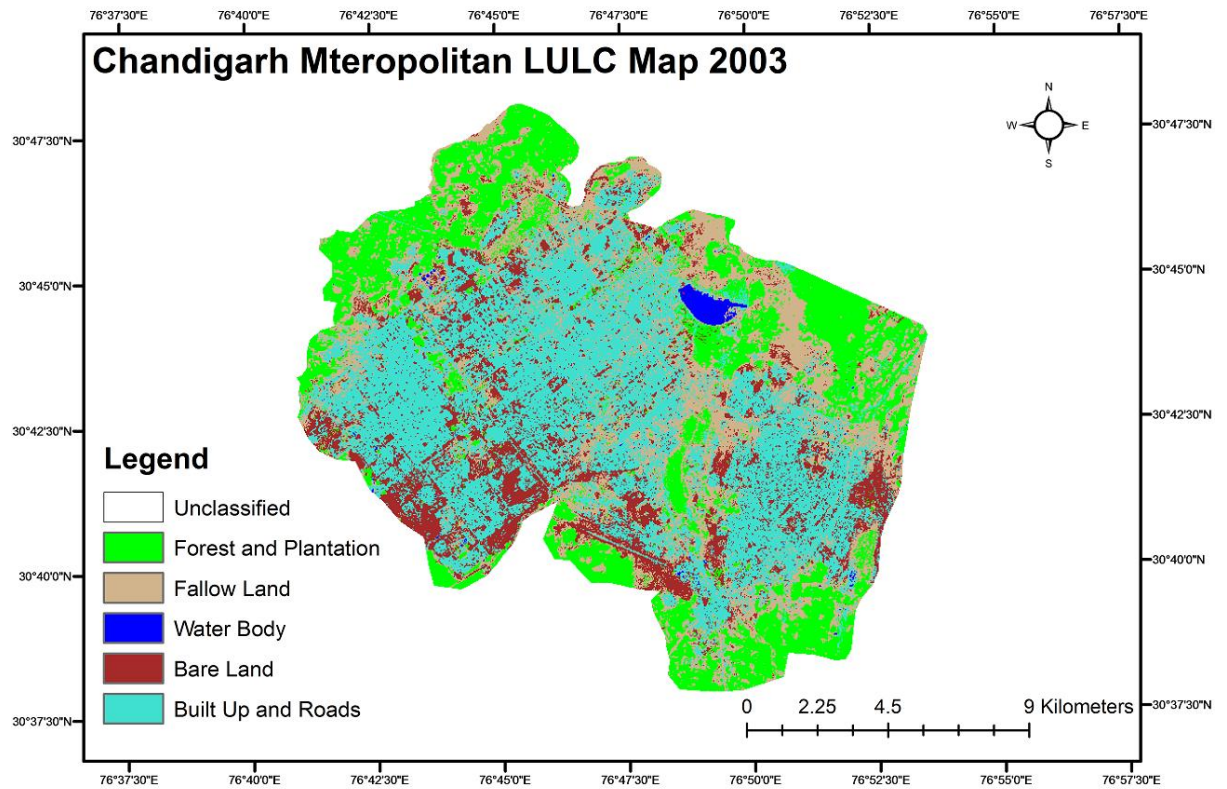 76°37'30"E 76°40'0"E 76°42'30"E 76°45'0"E 76°47'30"E 76°50'0"E 76°52'30"E 76°55'0"E 76°57'30"E
Chandigarh Mteropolitan LULC Map 2003
N
W E
S
30°47'30"N 30°47'30"N
30°45'0"N 30°45'0"N
30°42'30"N 30°42'30"N
Legend
Unclassified
Forest and Plantation
30°40'0"N 30°40'0"N
Fallow Land
Water Body
Bare Land
Built Up and Roads
0 2.25 4.5 9 Kilometers
30°37'30"N 30°37'30"N
76°37'30"E 76°40'0"E 76°42'30"E 76°45'0"E 76°47'30"E 76°50'0"E 76°52'30"E 76°55'0"E 76°57'30"E